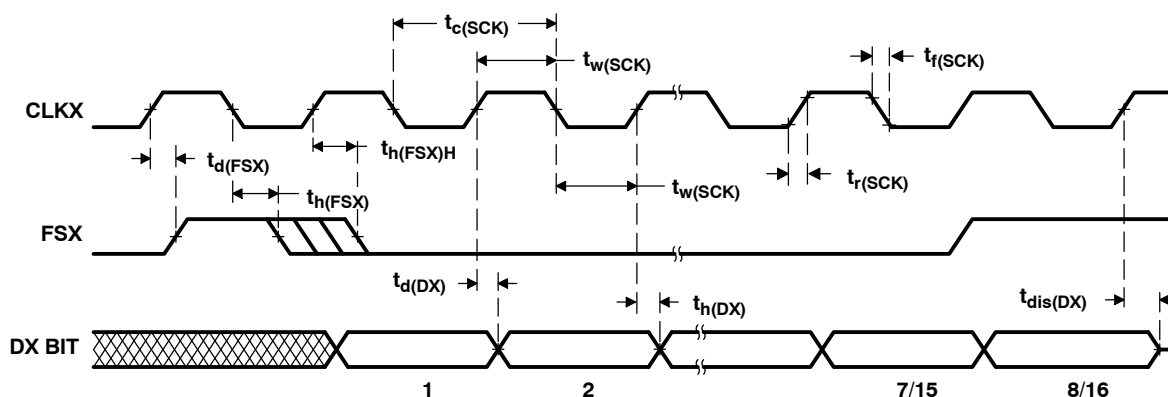 tc(SCK)
tw(SCK)
tf(SCK)
CLKX
td(FSX)
th(FSX)H
th(FSX)
tw(SCK)
tr(SCK)
FSX
td(DX)
th(DX)
tdis(DX)
DX BIT
1 2 7/15 8/16